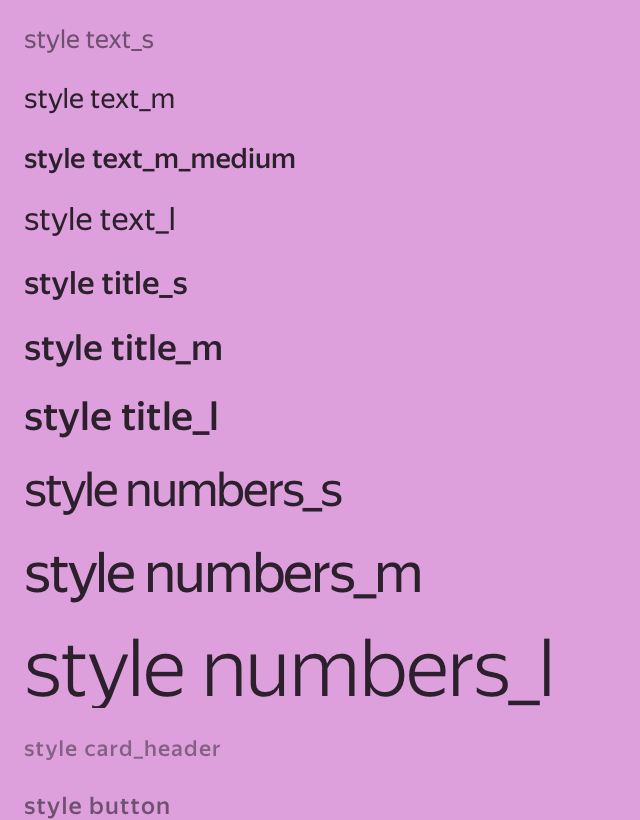 style text_s
style text_m
style text_m_medium
style text_l
style title_s
style title_m
style title_l
style numbers_s
style numbers_m
style numbers_l
style card_header
style button